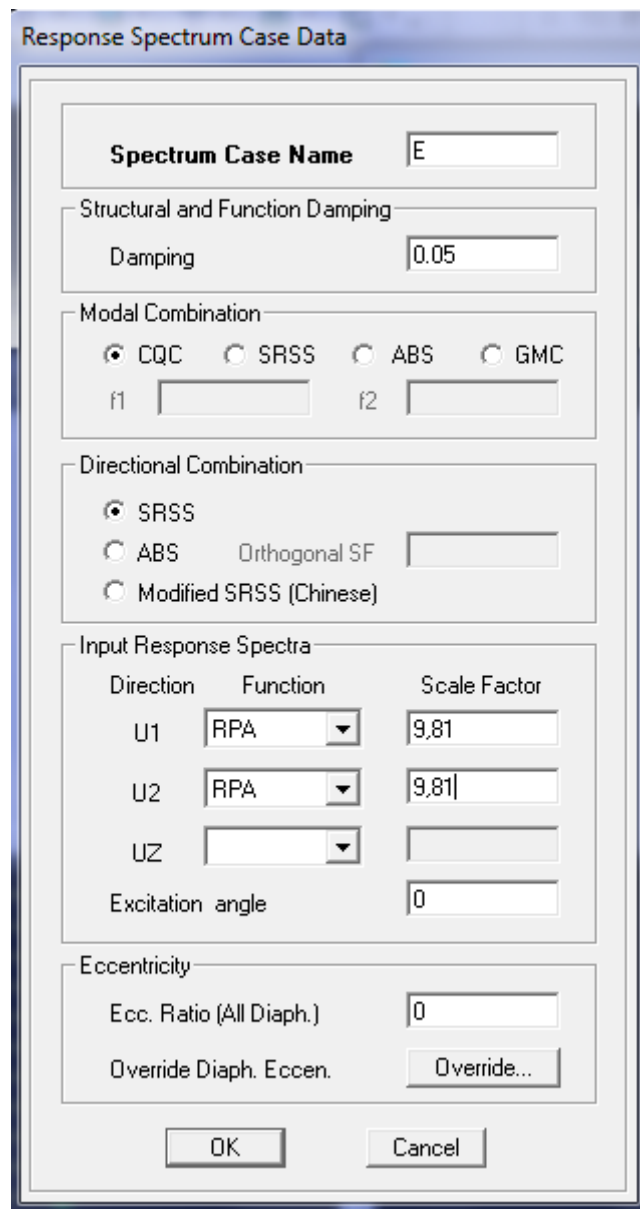 Response Spectrum Case Data
Spectrum Case Name E
Structural and Function Damping
Damping 0.05
Modal Combination
CQC SRSS ABS GMC
f1 f2
Directional Combination
SRSS
ABS Orthogonal SF
Modified SRSS (Chinese)
Input Response Spectra
Direction Function Scale Factor
U1 RPA 9,81
U2 RPA 9,81
UZ
Excitation angle 0
Eccentricity
Ecc. Ratio (All Diaph.) 0
Override Diaph. Eccen. Override...
OK Cancel